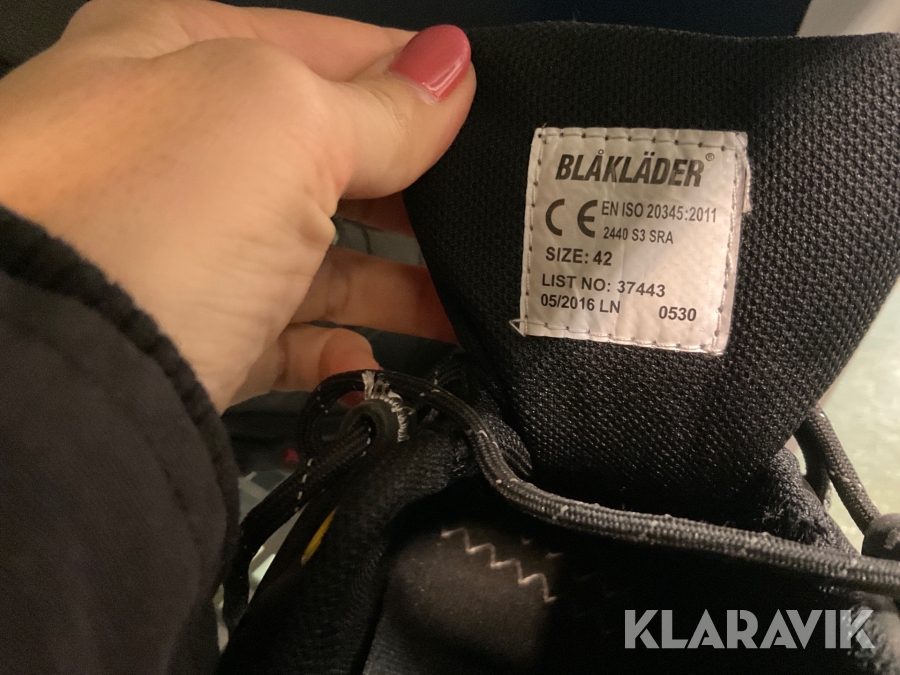 BLÅKLÄDER®
CE EN ISO 20345:2011
2440 S3 SRA
SIZE: 42
LIST NO: 37443
05/2016 LN 0530
KLARAVIK